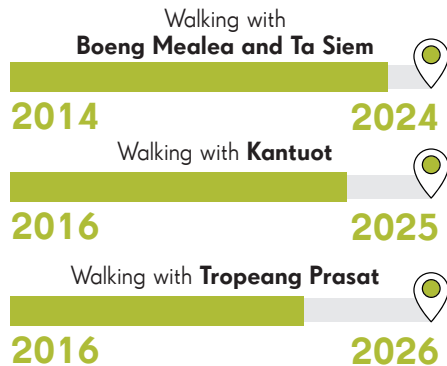 Walking with
Boeng Mealea and Ta Siem
2014 2024
Walking with Kantuot
2016 2025
Walking with Tropeang Prasat
2016 2026